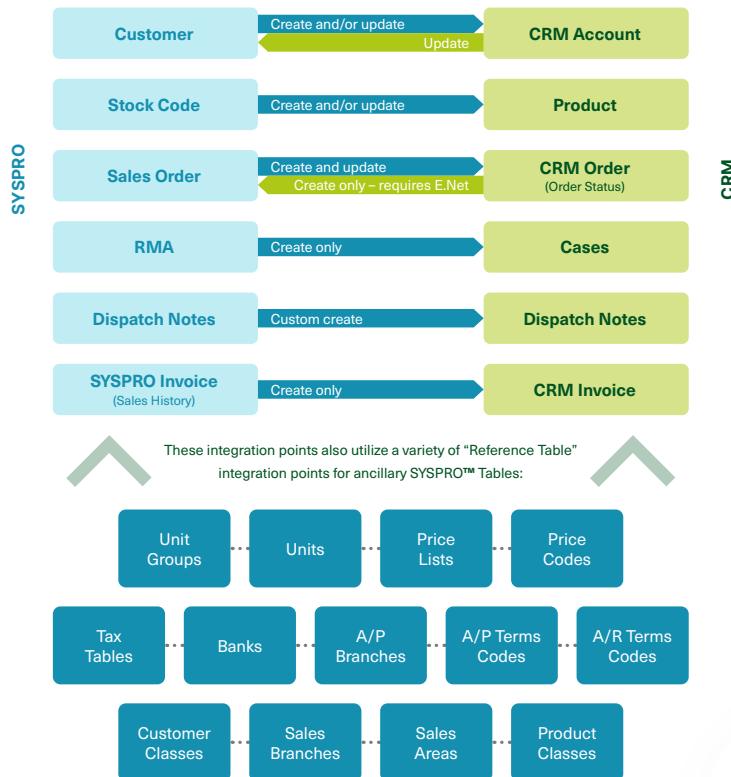 SYSPRO
CRM
Customer
Create and/or update
Update
CRM Account
Stock Code
Create and/or update
Product
Sales Order
Create and update
Create only – requires E.Net
CRM Order
(Order Status)
RMA
Create only
Cases
Dispatch Notes
Custom create
Dispatch Notes
SYSPRO Invoice
(Sales History)
Create only
CRM Invoice
These integration points also utilize a variety of “Reference Table”
integration points for ancillary SYSPRO™ Tables:
Unit
Groups
Units
Price
Lists
Price
Codes
Tax
Tables
Banks
A/P
Branches
A/P Terms
Codes
A/R Terms
Codes
Customer
Classes
Sales
Branches
Sales
Areas
Product
Classes